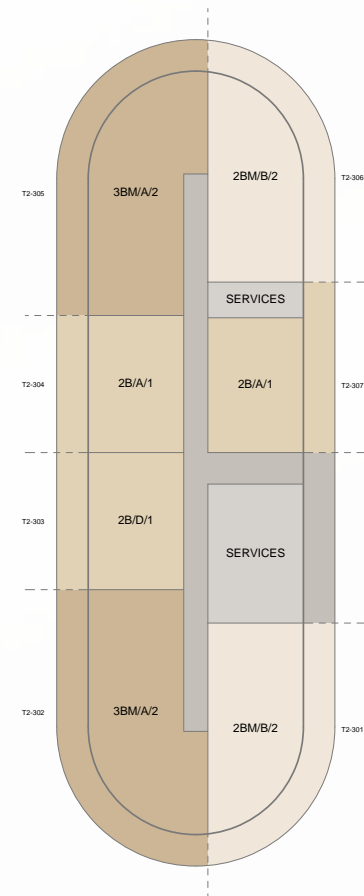 2BM/B/2
T2-306
3BM/A/2
T2-305
SERVICES
2B/A/1
T2-304
2B/A/1
T2-307
2B/D/1
T2-303
SERVICES
3BM/A/2
T2-302
2BM/B/2
T2-301